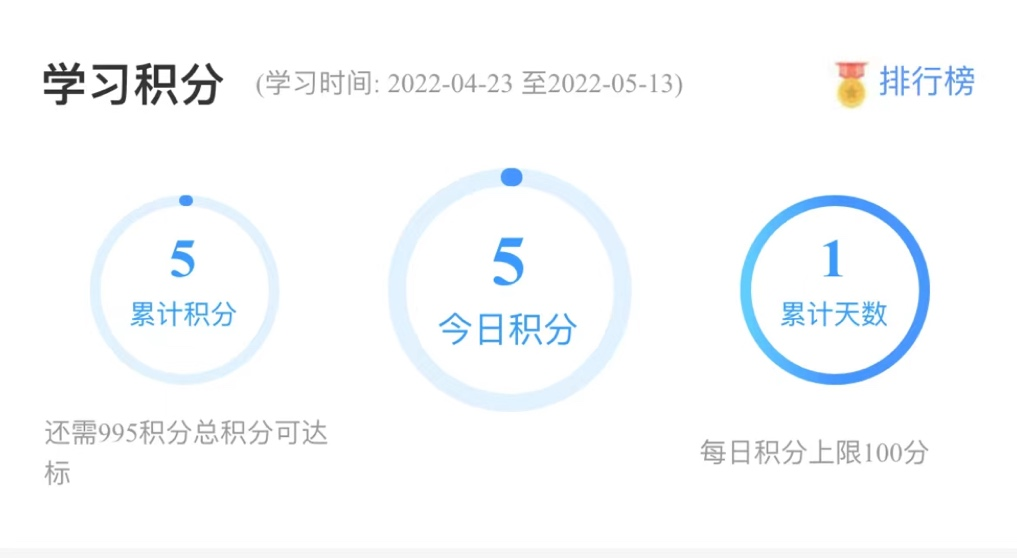 学习积分 (学习时间: 2022-04-23 至2022-05-13) 排行榜
5
累计积分
5
今日积分
1
累计天数
还需995积分总积分可达
标
每日积分上限100分